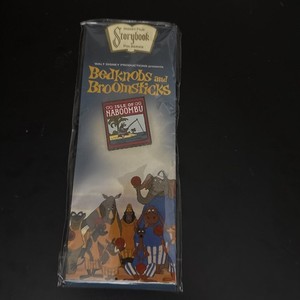 Storybook
WALT DISNEY PRODUCTIONS presents
BEDKNOBS AND
BROOMSTICKS
ISLE OF
NABOOMBU